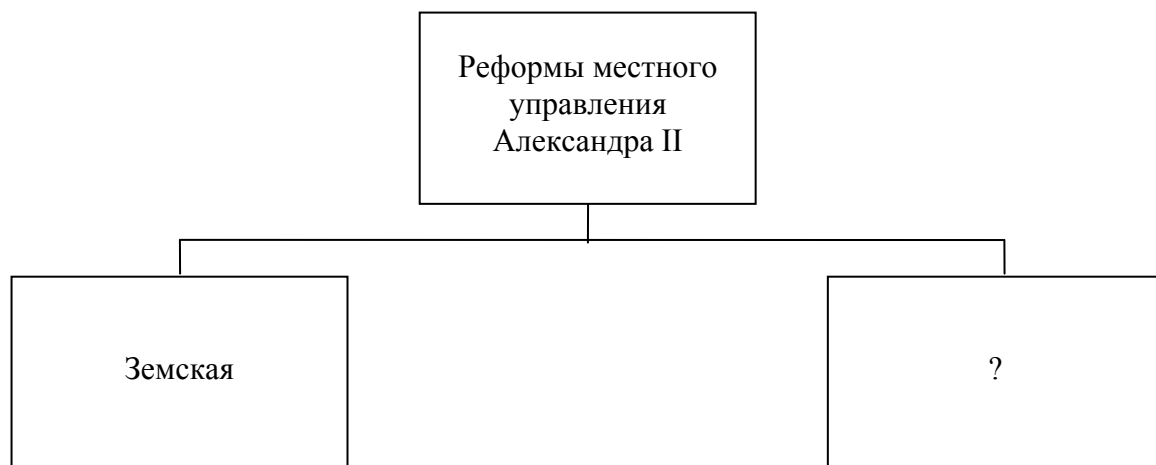 Реформы местного
управления
Александра II
Земская
?